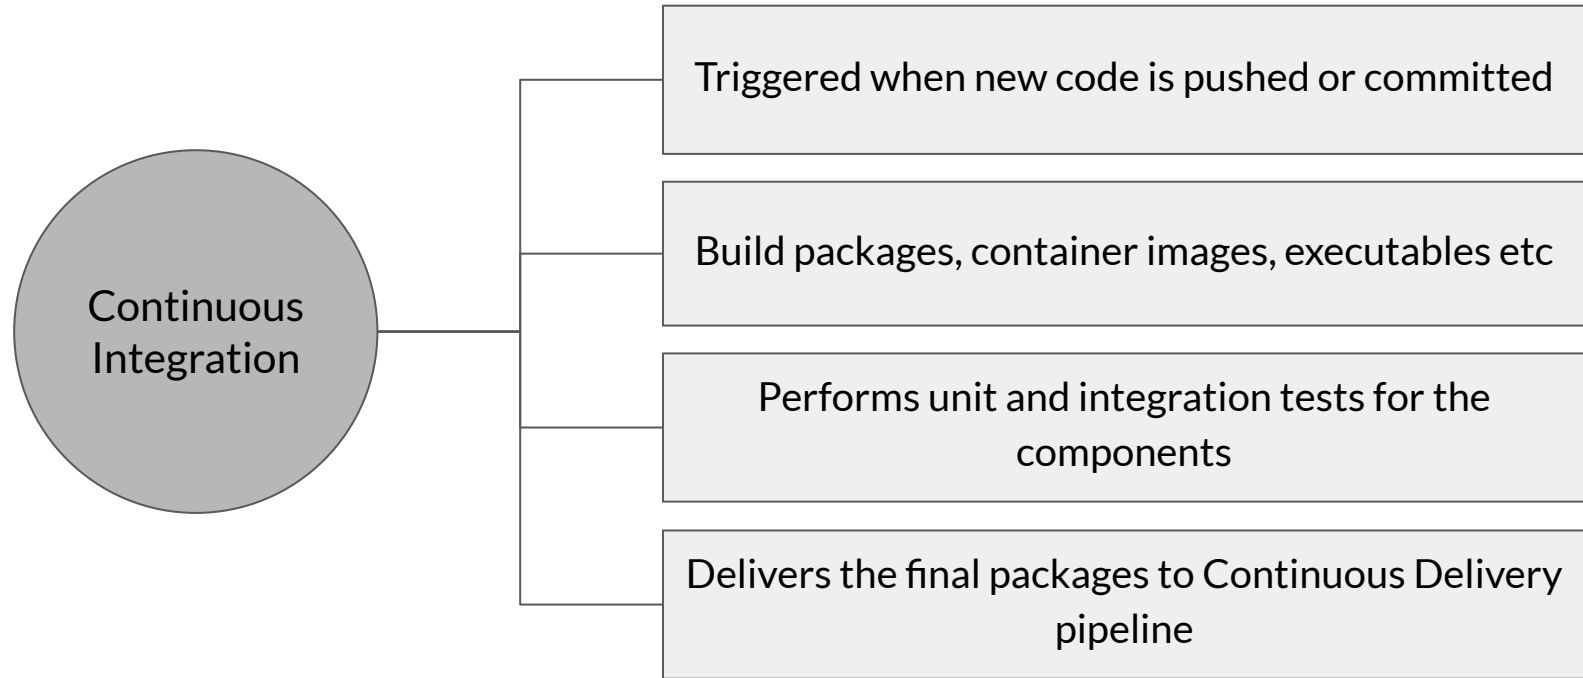 Triggered when new code is pushed or committed
Build packages, container images, executables etc
Continuous
Integration
Performs unit and integration tests for the
components
Delivers the final packages to Continuous Delivery
pipeline